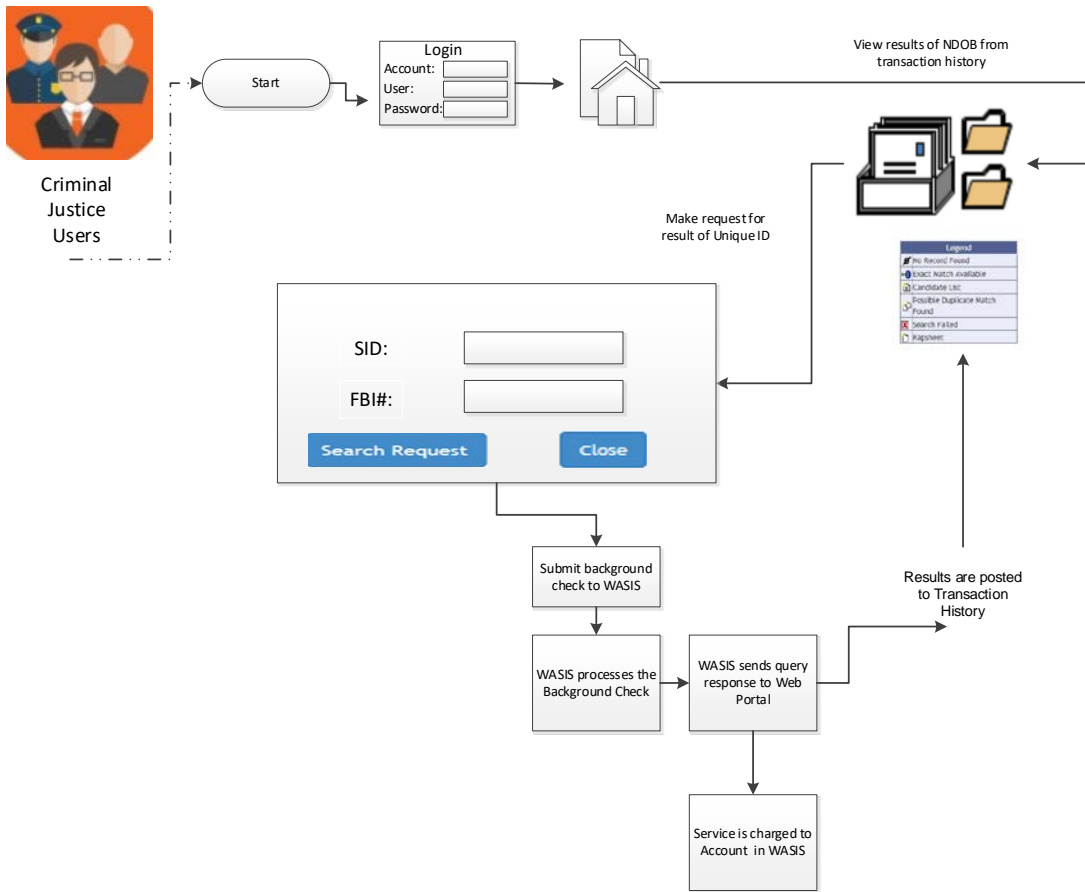 Criminal
Justice
Users
Start
Login
Account:
User:
Password:
View results of NDOB from
transaction history
Make request for
result of Unique ID
Legend
No Record Found
Exact Match Available
Candidate List
Possible Duplicate Match
Found
Search Failed
Rapsheet
SID:
FBI#:
Search Request
Close
Submit background
check to WASIS
WASIS processes the
Background Check
WASIS sends query
response to Web
Portal
Results are posted
to Transaction
History
Service is charged to
Account in WASIS